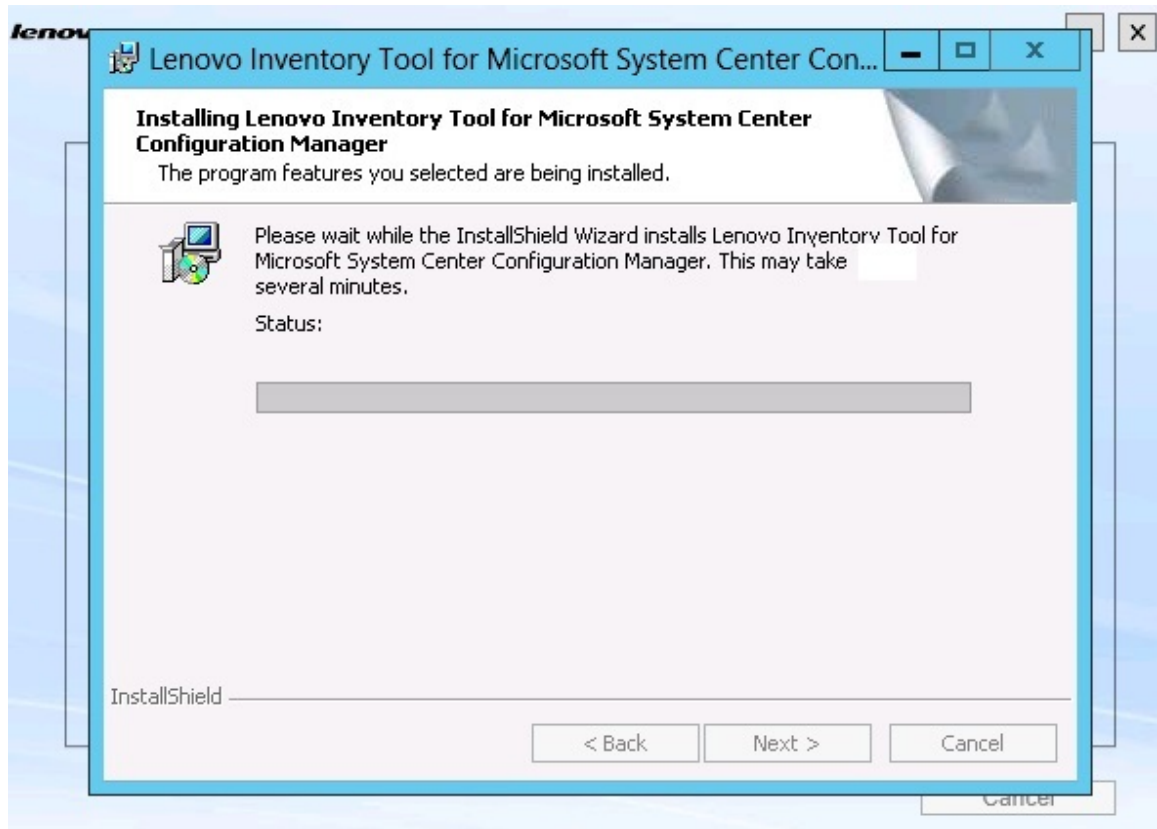 Lenovo Inventory Tool for Microsoft System Center Con...
Installing Lenovo Inventory Tool for Microsoft System Center
Configuration Manager
The program features you selected are being installed.
Please wait while the InstallShield Wizard installs Lenovo Inventory Tool for
Microsoft System Center Configuration Manager. This may take
several minutes.
Status:
InstallShield
< Back
Next >
Cancel
Cancel